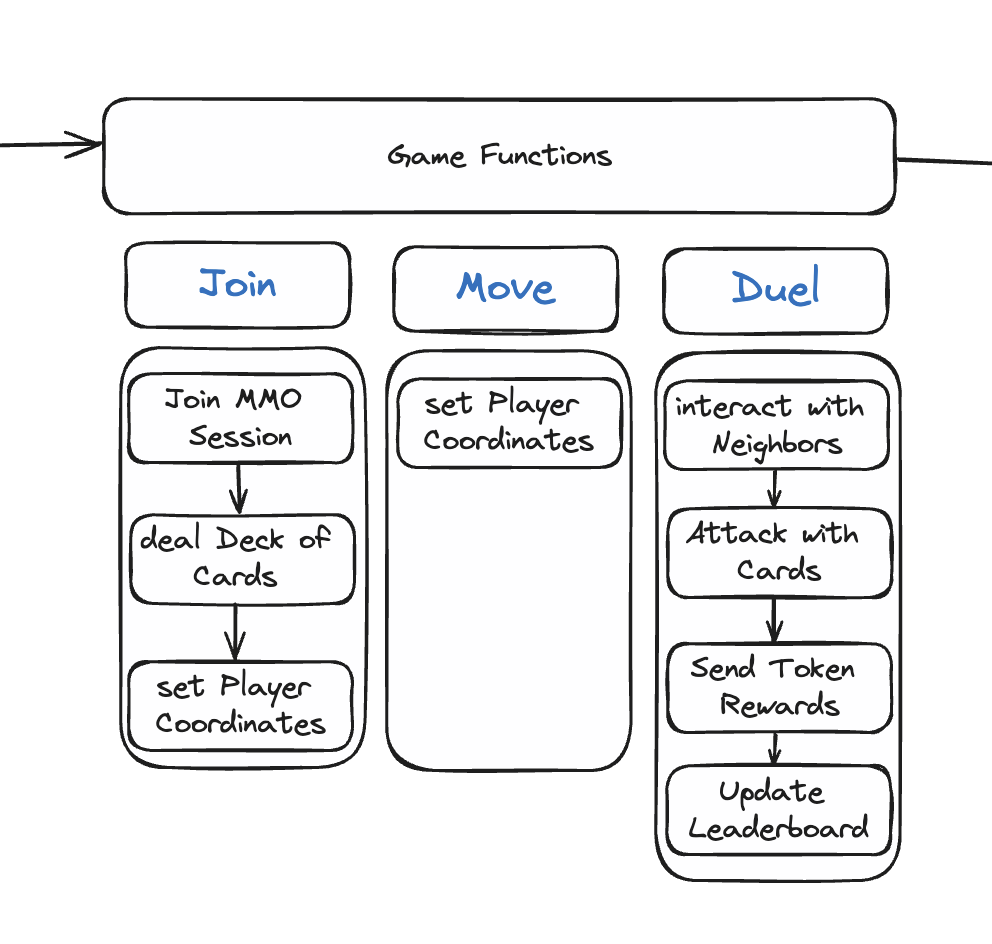 Game Functions
Join
Move
Duel
Join MMO
Session
deal Deck of
Cards
set Player
Coordinates
set Player
Coordinates
interact with
Neighbors
Attack with
Cards
Send Token
Rewards
Update
Leaderboard